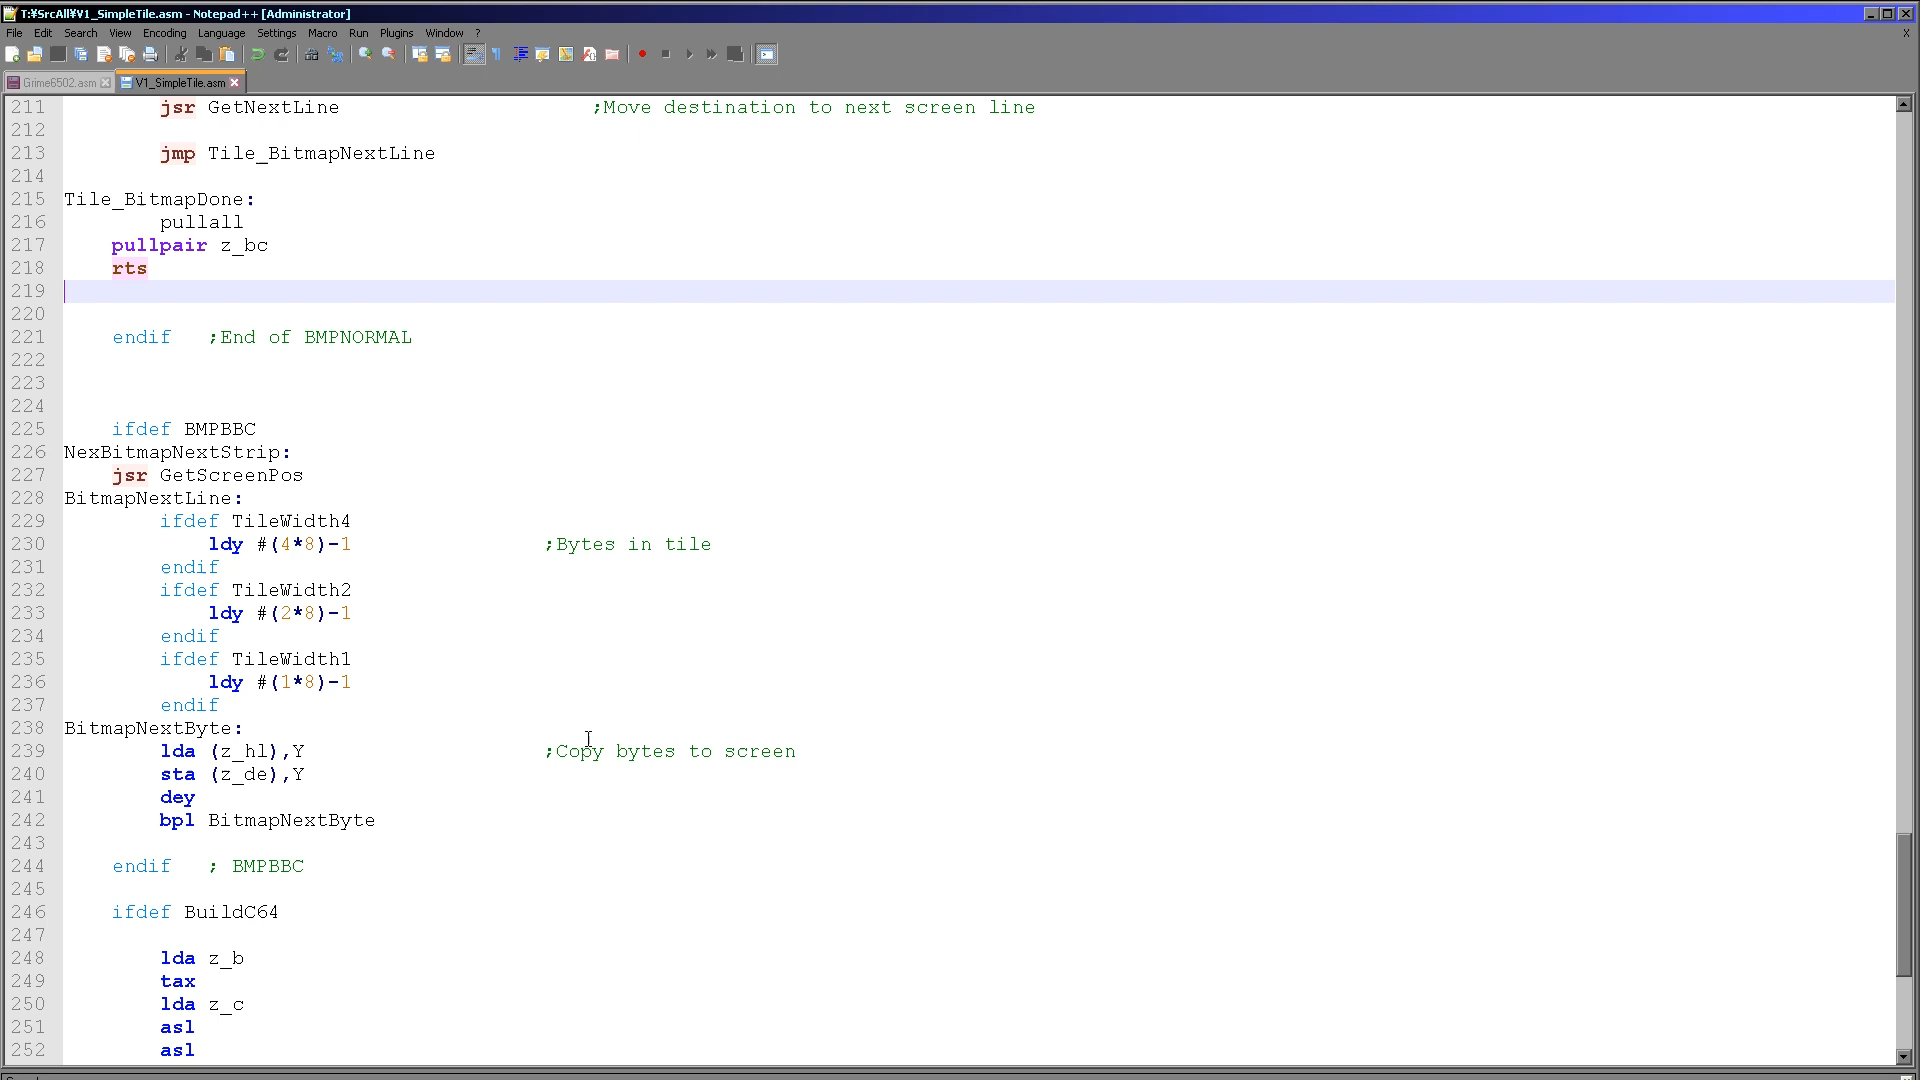 T:¥SrcAll¥V1_SimpleTile.asm - Notepad++ [Administrator]
File Edit Search View Encoding Language Settings Macro Run Plugins Window ? X
Grime6502.asm V1_SimpleTile.asm
211 jsr GetNextLine ;Move destination to next screen line
212
213 jmp Tile_BitmapNextLine
214
215 Tile_BitmapDone:
216 pullall
217 pullpair z_bc
218 rts
219
220
221 endif ;End of BMPNORMAL
222
223
224
225 ifdef BMPBBC
226 NexBitmapNextStrip:
227 jsr GetScreenPos
228 BitmapNextLine:
229 ifdef TileWidth4
230 ldy #(4*8)-1 ;Bytes in tile
231 endif
232 ifdef TileWidth2
233 ldy #(2*8)-1
234 endif
235 ifdef TileWidth1
236 ldy #(1*8)-1
237 endif
238 BitmapNextByte:
239 lda (z_hl),Y ;Copy bytes to screen
240 sta (z_de),Y
241 dey
242 bpl BitmapNextByte
243
244 endif ; BMPBBC
245
246 ifdef BuildC64
247
248 lda z_b
249 tax
250 lda z_c
251 asl
252 asl